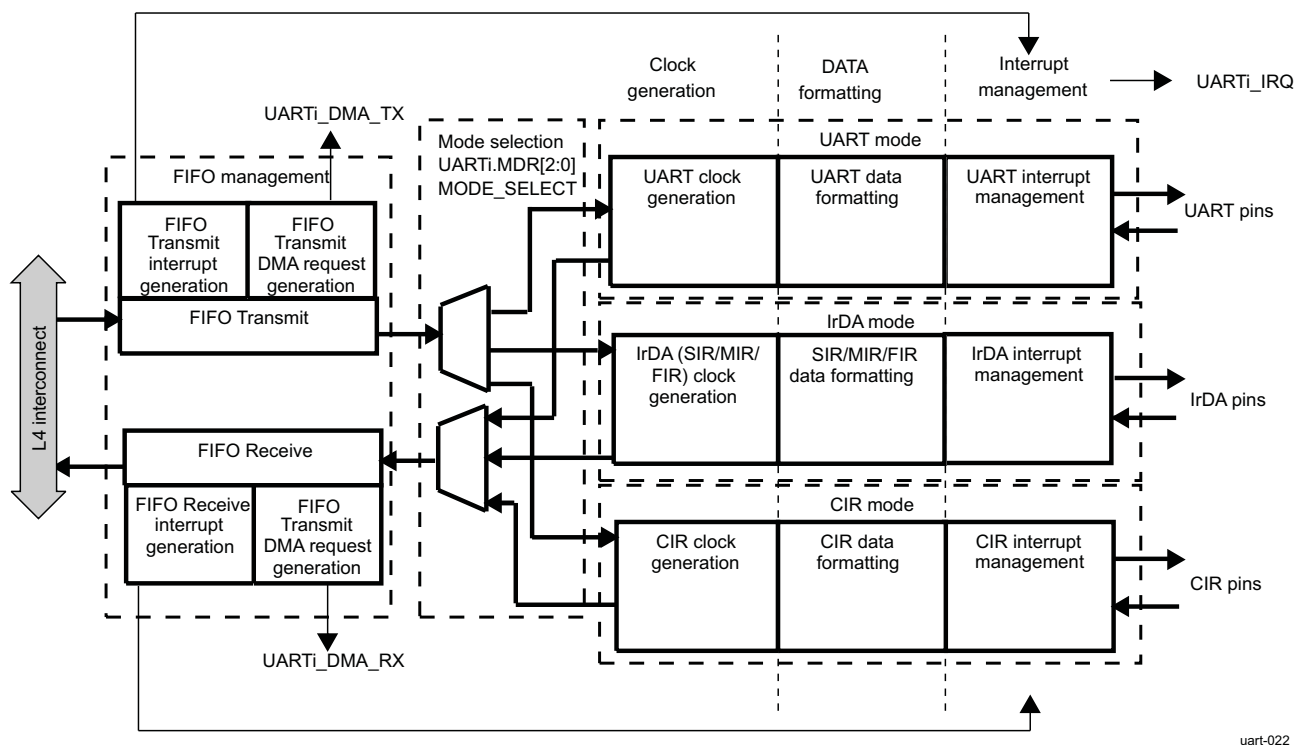 Clock
generation
DATA
formatting
Interrupt
management
UARTi_IRQ
UARTi_DMA_TX
Mode selection
UARTi.MDR[2:0]
MODE_SELECT
FIFO management
FIFO
Transmit
interrupt
generation
FIFO
Transmit
DMA request
generation
FIFO Transmit
L4 interconnect
FIFO Receive
FIFO Receive
interrupt
generation
FIFO
Transmit
DMA request
generation
UARTi_DMA_RX
UART mode
UART clock
generation
UART data
formatting
UART interrupt
management
UART pins
IrDA mode
IrDA (SIR/MIR/
FIR) clock
generation
SIR/MIR/FIR
data formatting
IrDA interrupt
management
IrDA pins
CIR mode
CIR clock
generation
CIR data
formatting
CIR interrupt
management
CIR pins
uart-022